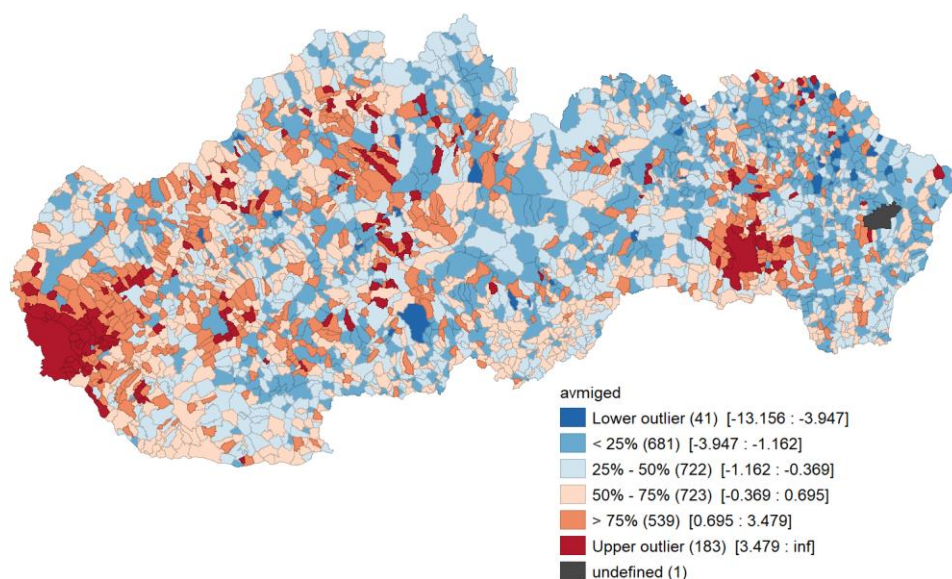 avmiged
Lower outlier (41) [-13.156 : -3.947]
< 25% (681) [-3.947 : -1.162]
25% - 50% (722) [-1.162 : -0.369]
50% - 75% (723) [-0.369 : 0.695]
> 75% (539) [0.695 : 3.479]
Upper outlier (183) [3.479 : inf]
undefined (1)